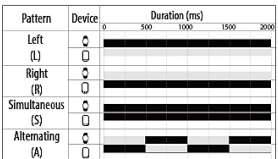 Pattern Device Duration (ms)
0 500 1000 1500 2000
Left
(L)
Right
(R)
Simultaneous
(S)
Alternating
(A)